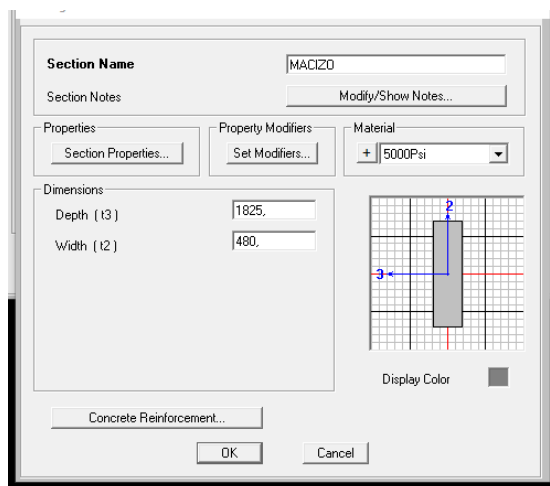 Section Name
MACIZO
Section Notes
Modify/Show Notes...
Properties
Property Modifiers
Material
Section Properties...
Set Modifiers...
+
5000Psi
Dimensions
Depth ( t3 )
1825,
Width ( t2 )
480,
2
3
Display Color
Concrete Reinforcement...
OK
Cancel